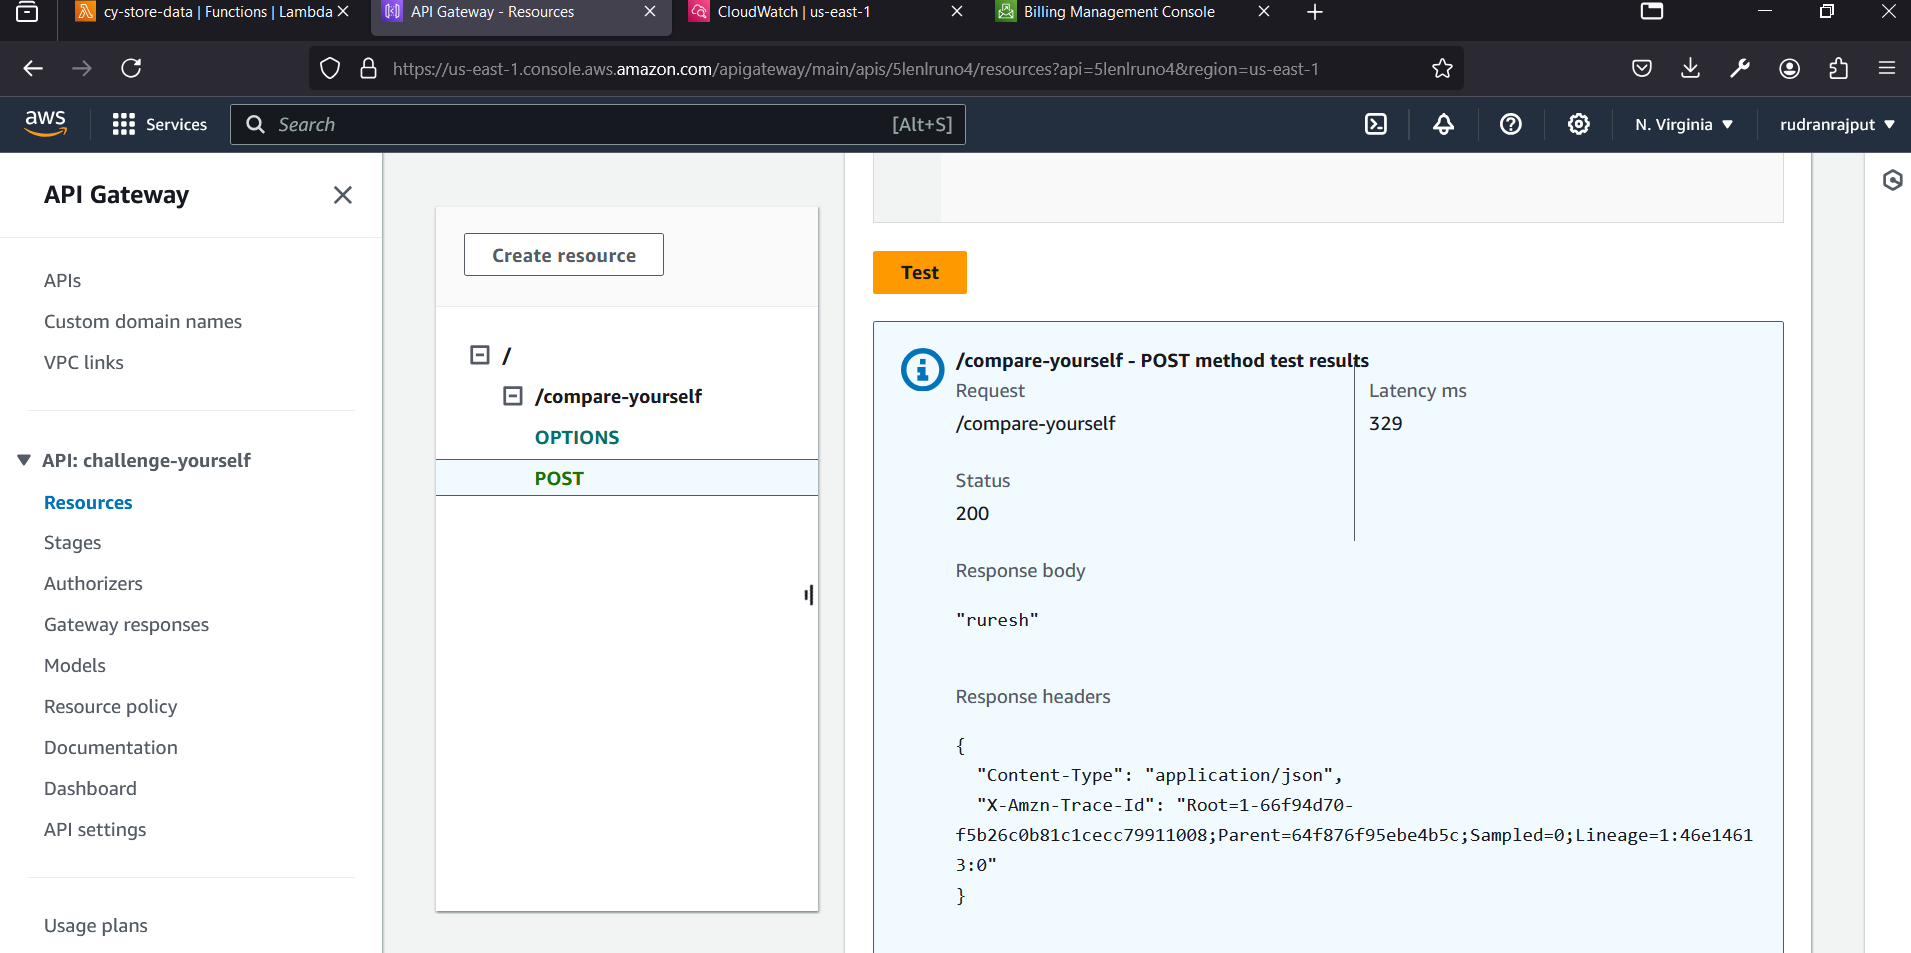 cy-store-data | Functions | Lambda
API Gateway - Resources
CloudWatch | us-east-1
Billing Management Console
https://us-east-1.console.aws.amazon.com/apigateway/main/apis/5lenlruno4/resources?api=5lenlruno4&region=us-east-1
aws
Services
Search
[Alt+S]
N. Virginia
rudranrajput
API Gateway
APIs
Custom domain names
VPC links
API: challenge-yourself
Resources
Stages
Authorizers
Gateway responses
Models
Resource policy
Documentation
Dashboard
API settings
Usage plans
Create resource
/
/compare-yourself
OPTIONS
POST
Test
/compare-yourself - POST method test results
Request
/compare-yourself
Latency ms
329
Status
200
Response body
"ruresh"
Response headers
{
"Content-Type": "application/json",
"X-Amzn-Trace-Id": "Root=1-66f94d70-
f5b26c0b81c1cecc79911008;Parent=64f876f95ebe4b5c;Sampled=0;Lineage=1:46e1461
3:0"
}